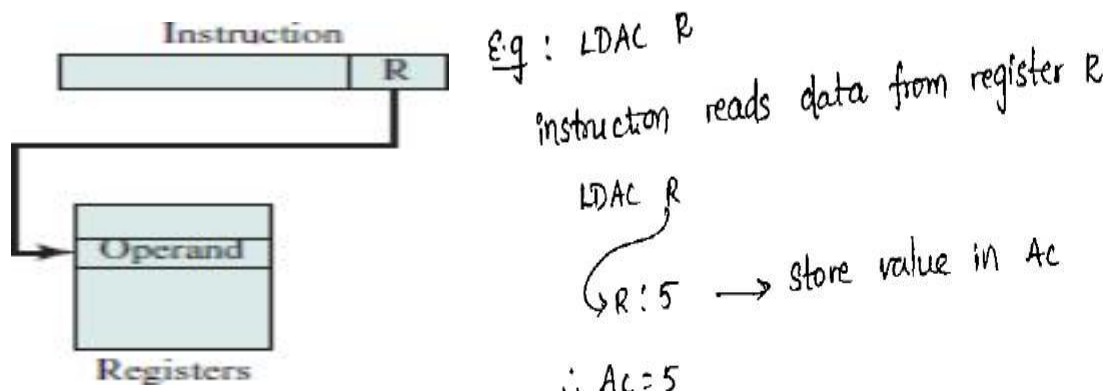 Instruction
R
Operand
Registers
E.g : LDAC R
instruction reads data from register R
LDAC R
R : 5 → store value in AC
∴ AC = 5